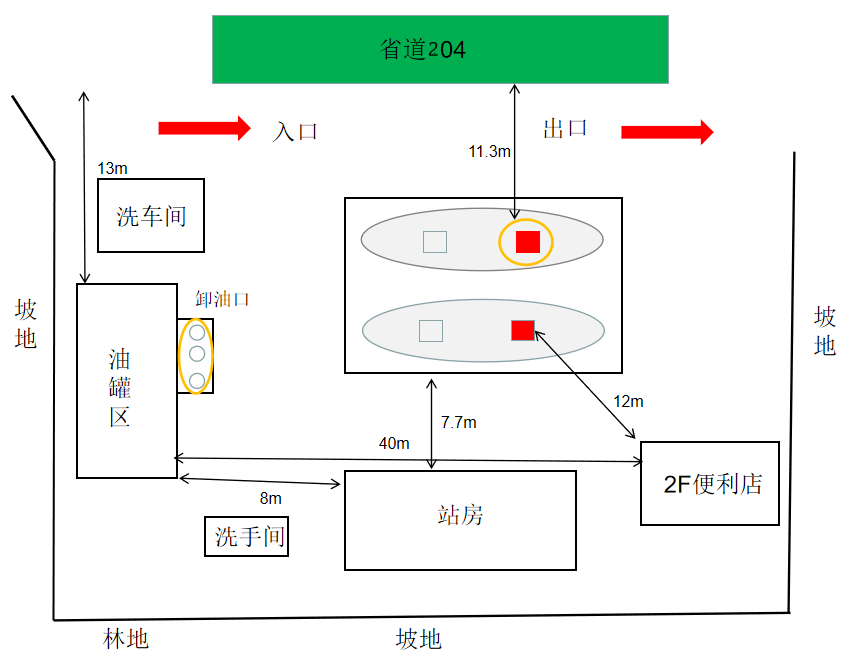 省道204
入口
出口
11.3m
13m
洗车间
卸油口
坡
地
坡
地
油
罐
区
12m
7.7m
40m
2F便利店
8m
站房
洗手间
林地
坡地